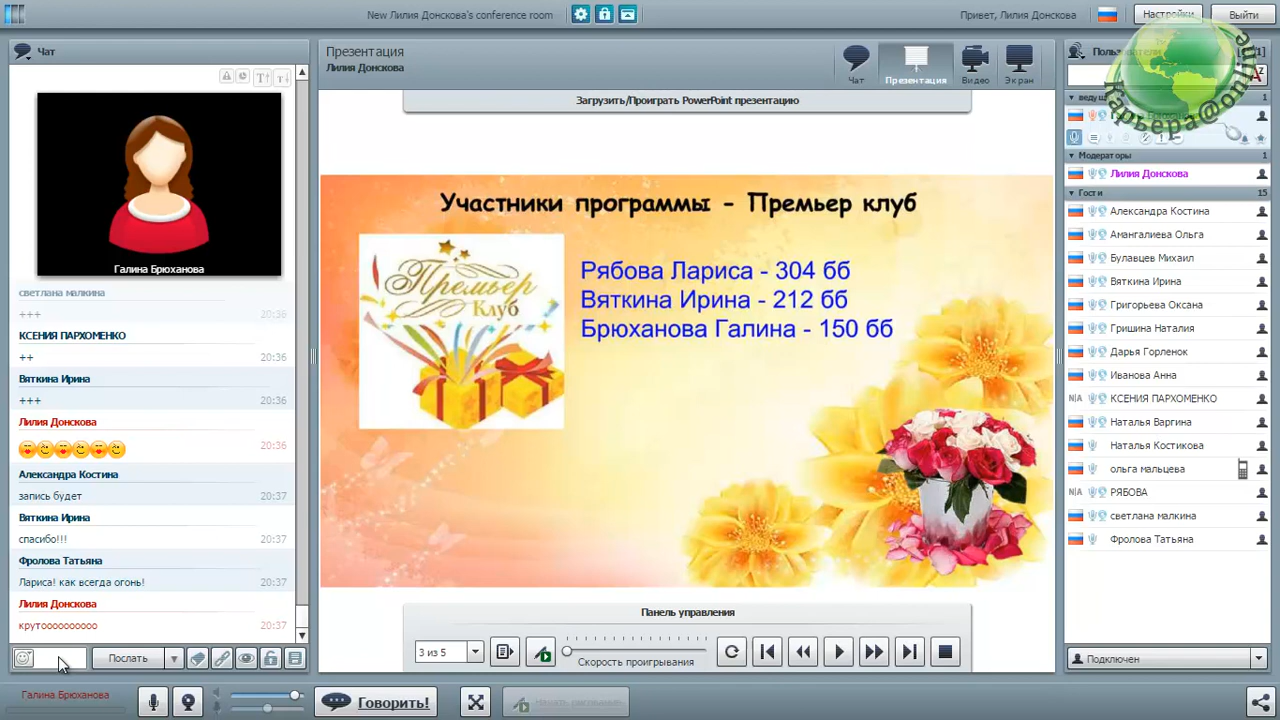 New Лилия Донскова's conference room
Привет, Лилия Донскова
Настройки
Выйти
Чат
Галина Брюханова
светлана малкина
+++
20:36
КСЕНИЯ ПАРХОМЕНКО
++
20:36
Вяткина Ирина
+++
20:36
Лилия Донскова
20:36
Александра Костина
запись будет
20:37
Вяткина Ирина
спасибо!!!
20:37
Фролова Татьяна
Лариса! как всегда огонь!
20:37
Лилия Донскова
крутоооооооооо
20:37
Послать
Галина Брюханова
Говорить!
Презентация
Лилия Донскова
Чат
Презентация
Видео
Экран
Загрузить/Проиграть PowerPoint презентацию
Участники программы - Премьер клуб
Премьер
Клуб
Рябова Лариса - 304 бб
Вяткина Ирина - 212 бб
Брюханова Галина - 150 бб
Панель управления
3 из 5
Скорость проигрывания
Начать рисование
Пользователи
карьера@online
1
Модераторы
1
Лилия Донскова
Гости
15
Александра Костина
Амангалиева Ольга
Булавцев Михаил
Вяткина Ирина
Григорьева Оксана
Гришина Наталия
Дарья Горленок
Иванова Анна
N/A КСЕНИЯ ПАРХОМЕНКО
Наталья Варгина
Наталья Костикова
ольга мальцева
N/A РЯБОВА
светлана малкина
Фролова Татьяна
Подключен